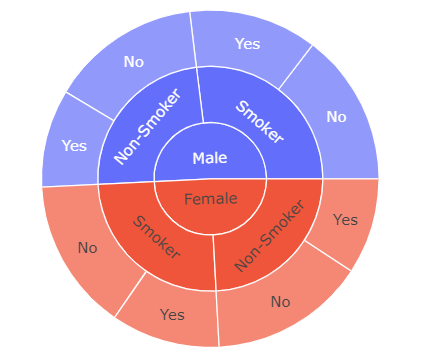 Yes
No
No
Smoker
Non-Smoker
Yes
Male
Female
Yes
Smoker
Non-Smoker
No
No
Yes